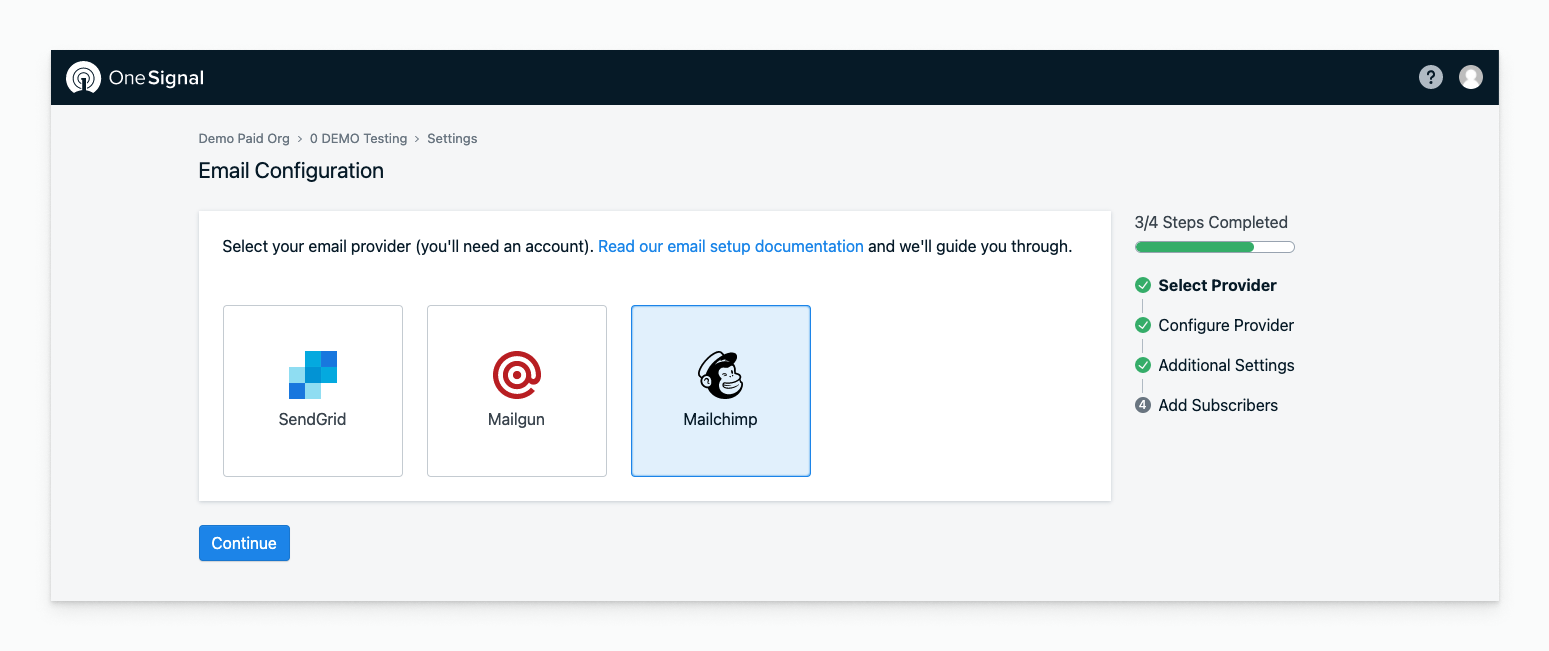 OneSignal
?
Demo Paid Org > 0 DEMO Testing > Settings
Email Configuration
Select your email provider (you'll need an account). Read our email setup documentation and we'll guide you through.
SendGrid
Mailgun
Mailchimp
Continue
3/4 Steps Completed
Select Provider
Configure Provider
Additional Settings
4 Add Subscribers